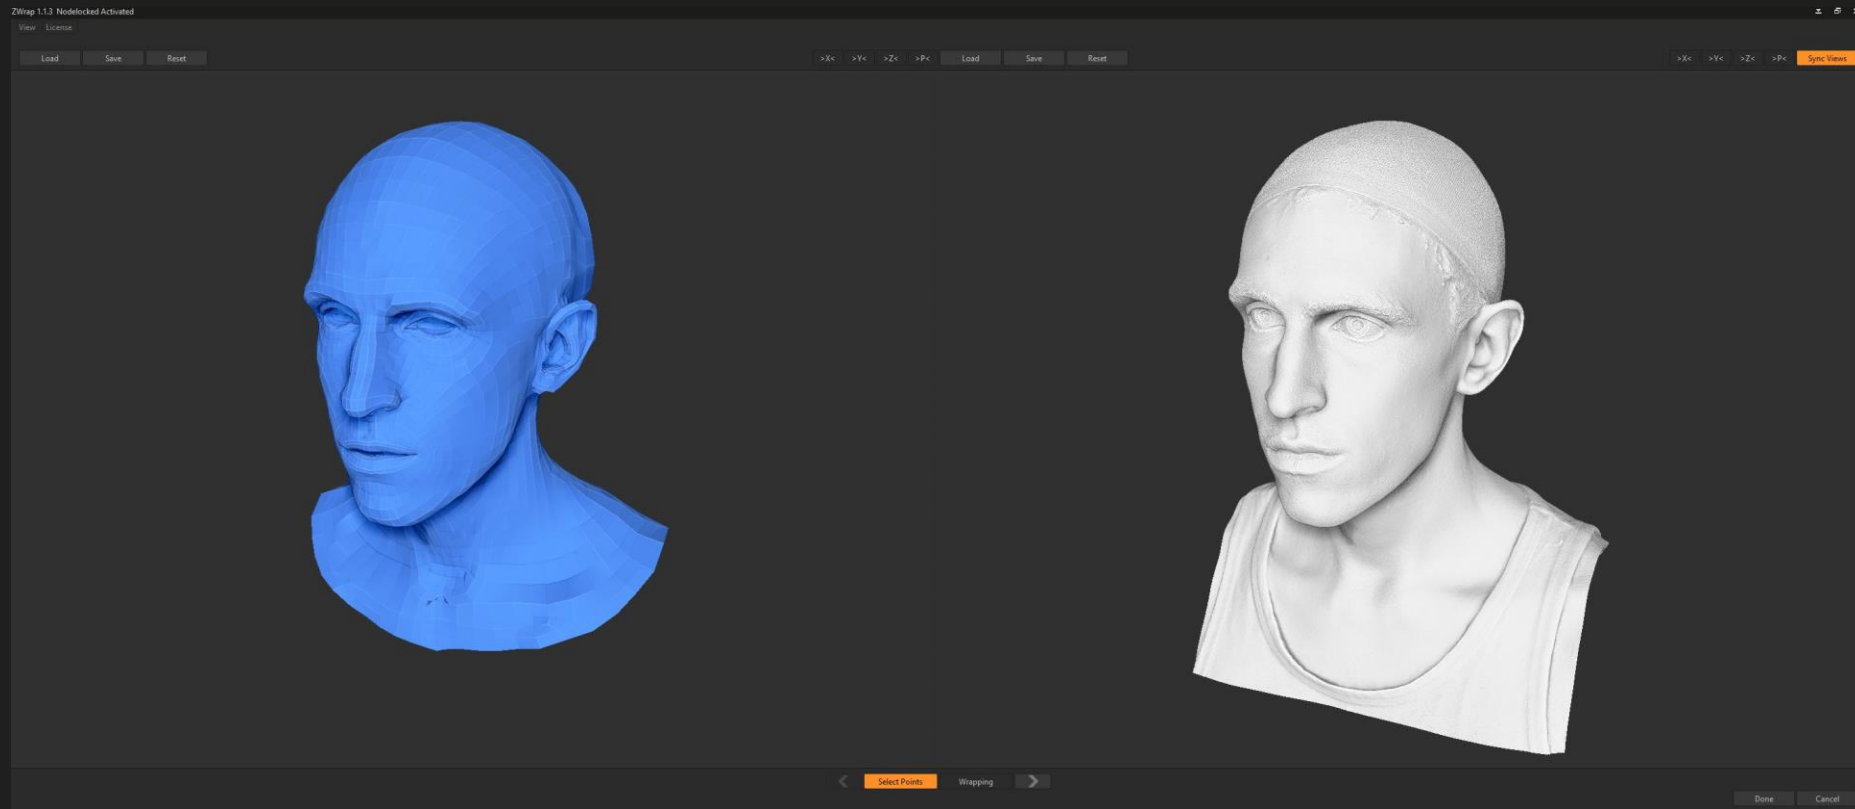 ZWrap 1.1.3 Nodelocked Activated
View License
Load Save Reset >X< >Y< >Z< >P< Load Save Reset >X< >Y< >Z< >P< Sync Views
Select Points Wrapping
Done Cancel